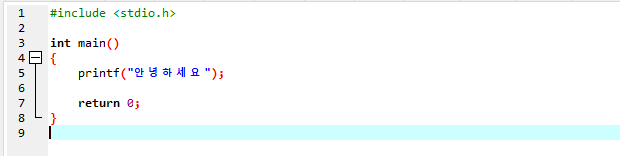 1 #include <stdio.h>
2
3 int main()
4 {
5 printf("안녕하세요");
6
7 return 0;
8 }
9